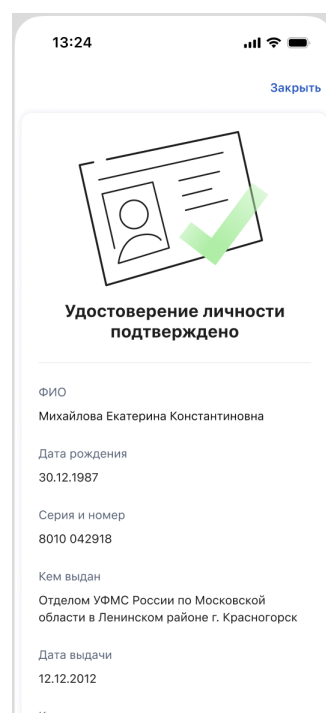 13:24
Закрыть
Удостоверение личности
подтверждено
ФИО
Михайлова Екатерина Константиновна
Дата рождения
30.12.1987
Серия и номер
8010 042918
Кем выдан
Отделом УФМС России по Московской
области в Ленинском районе г. Красногорск
Дата выдачи
12.12.2012